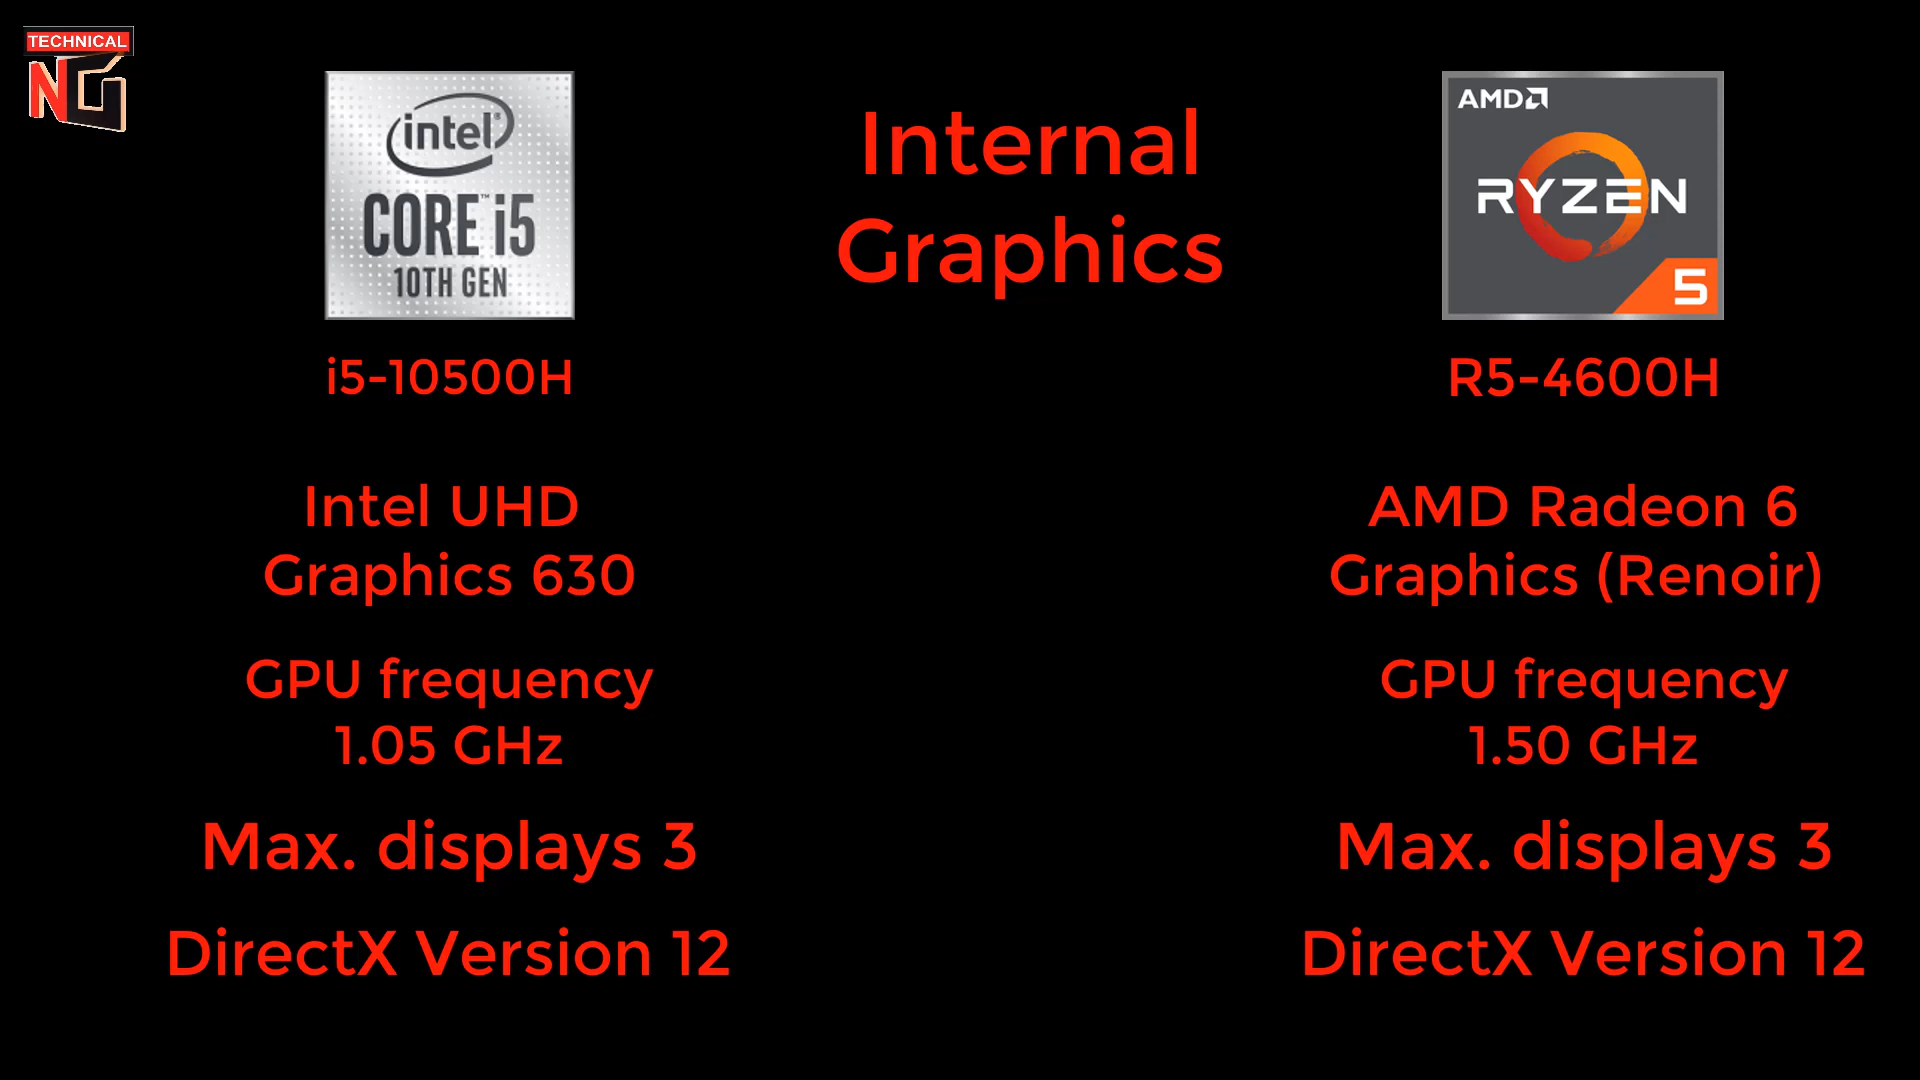 TECHNICAL
NG
intel®
CORE™ i5
10TH GEN
i5-10500H
Intel UHD
Graphics 630
GPU frequency
1.05 GHz
Max. displays 3
DirectX Version 12
Internal
Graphics
AMD
RYZEN
5
R5-4600H
AMD Radeon 6
Graphics (Renoir)
GPU frequency
1.50 GHz
Max. displays 3
DirectX Version 12